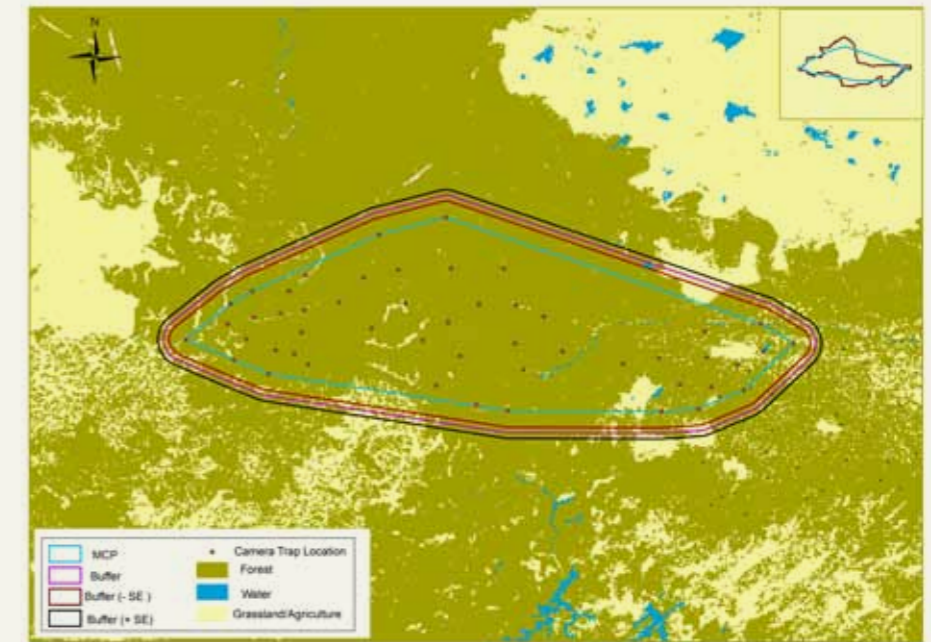 N
MCP
Buffer
Buffer (- SE )
Buffer (+ SE)
Camera Trap Location
Forest
Water
Grassland/Agriculture